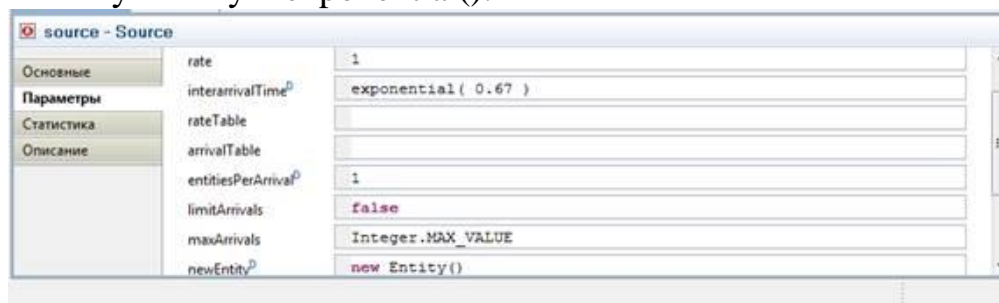 source - Source
Основные
Параметры
Статистика
Описание
rate 1
interarrivalTime D exponential( 0.67 )
rateTable
arrivalTable
entitiesPerArrival D 1
limitArrivals false
maxArrivals Integer.MAX_VALUE
newEntity D new Entity()